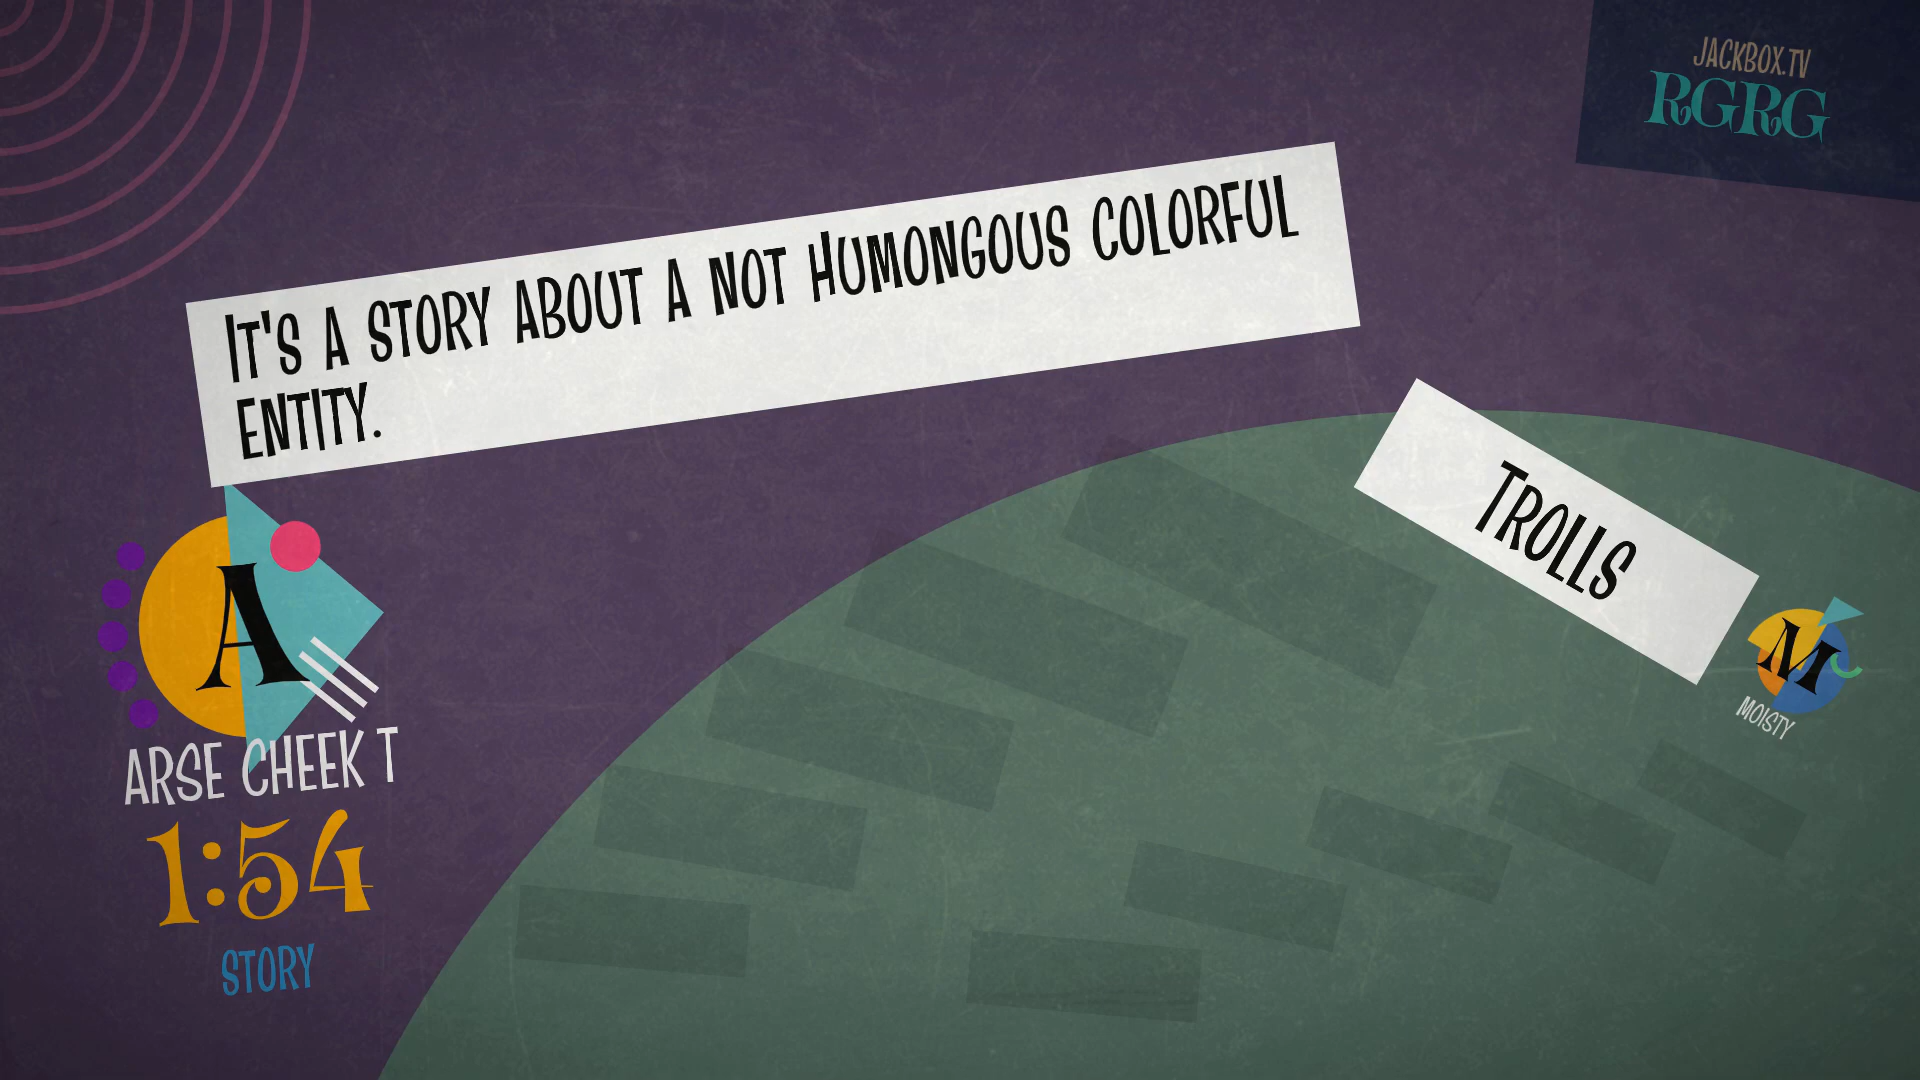 JACKBOX.TV
RGRG
IT'S A STORY ABOUT A NOT HUMONGOUS COLORFUL
ENTITY.
TROLLS
A
M
MOISTY
ARSE CHEEK T
1:54
STORY